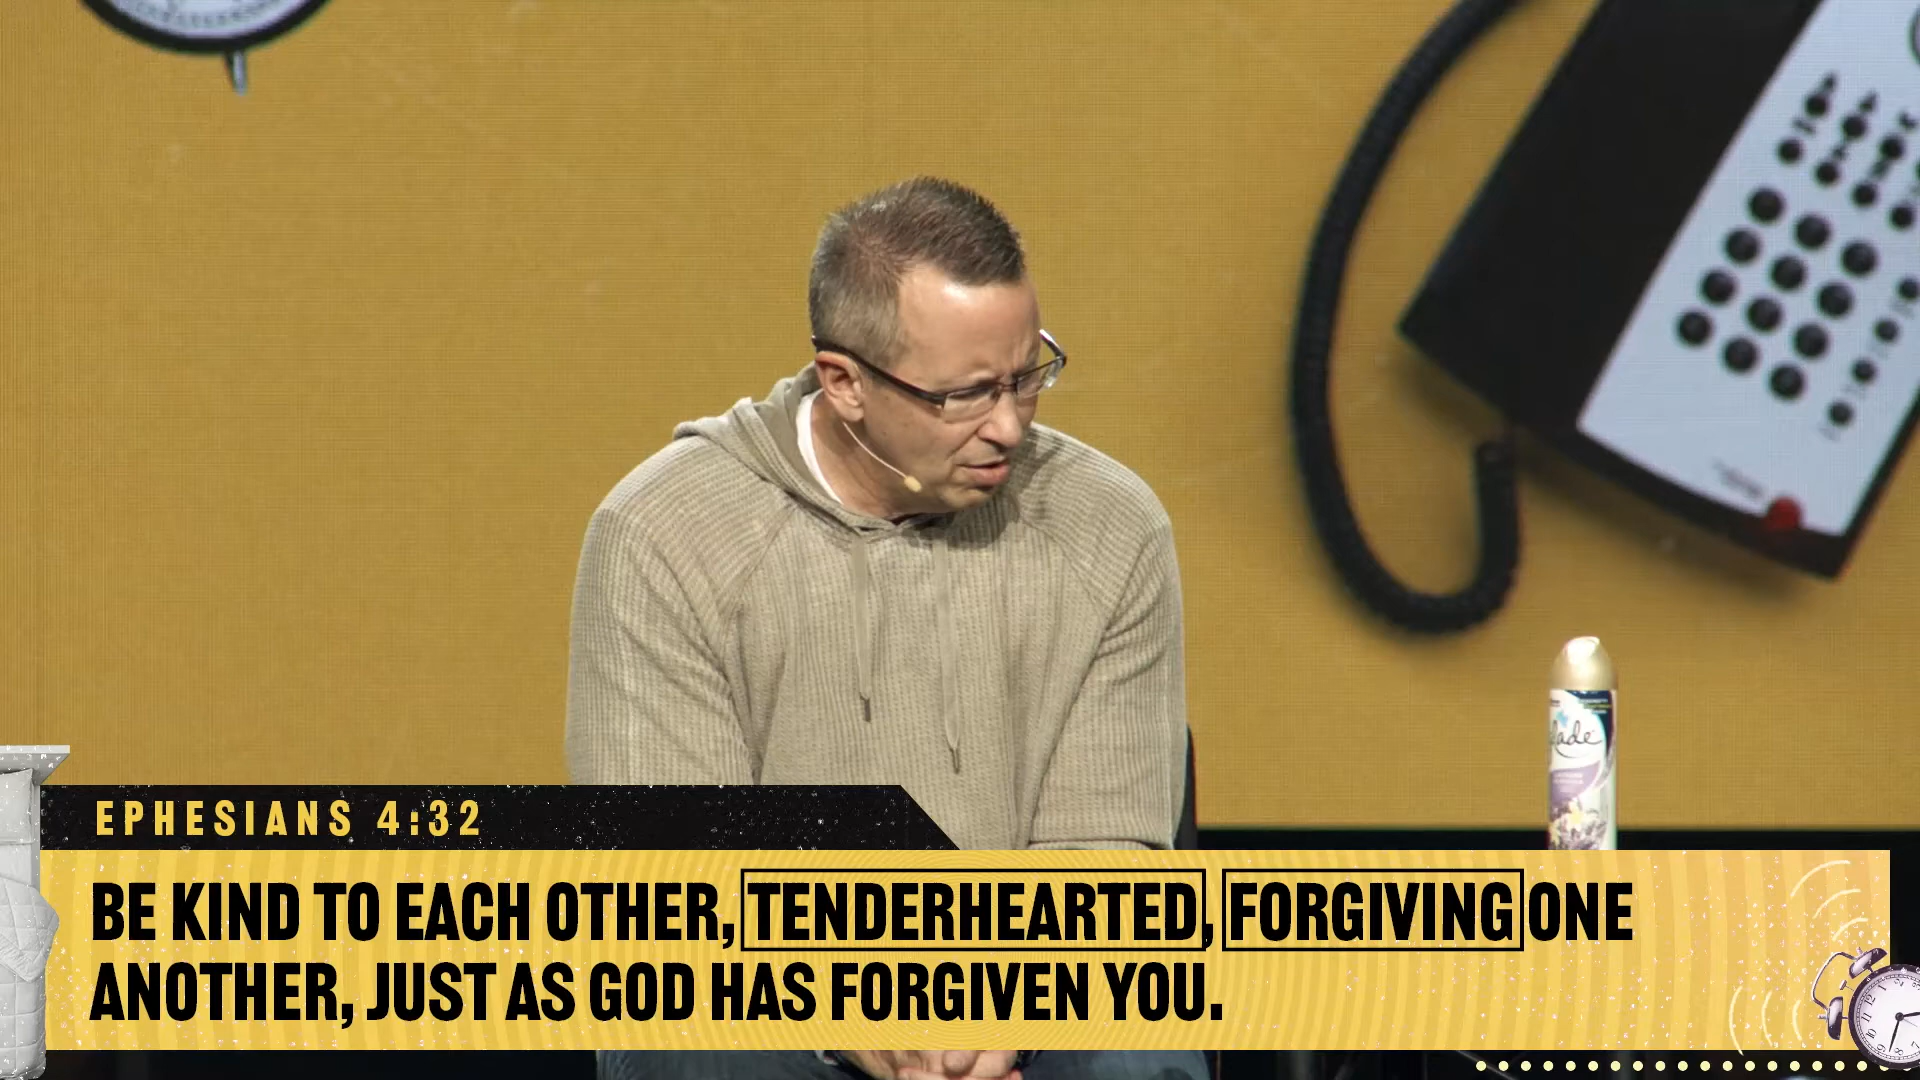 EPHESIANS 4:32
BE KIND TO EACH OTHER, TENDERHEARTED, FORGIVING ONE
ANOTHER, JUST AS GOD HAS FORGIVEN YOU.